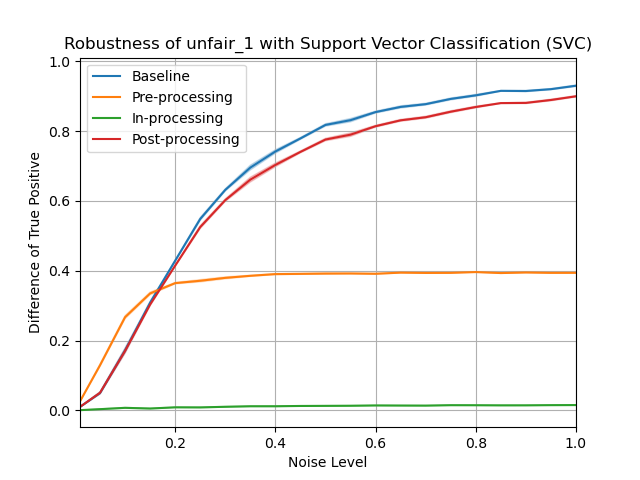 Robustness of unfair_1 with Support Vector Classification (SVC)
Baseline
Pre-processing
In-processing
Post-processing
Difference of True Positive
1.0
0.8
0.6
0.4
0.2
0.0
0.2 0.4 0.6 0.8 1.0
Noise Level